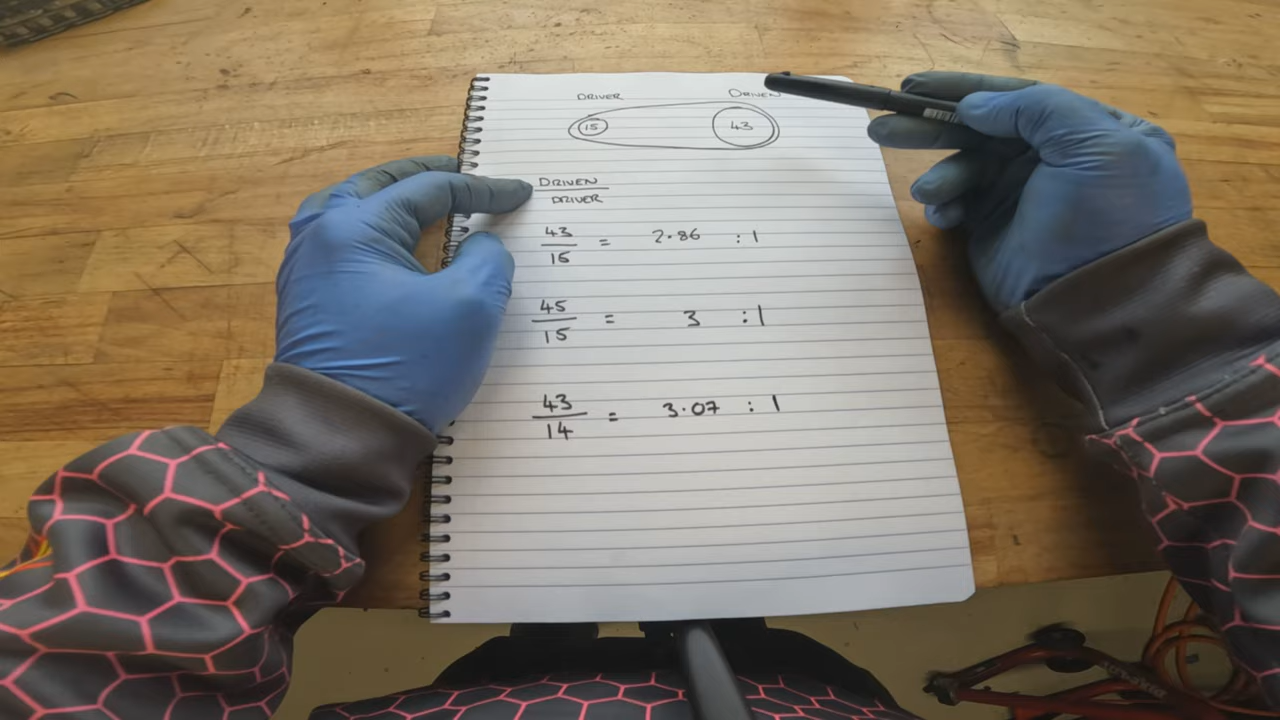 DRIVER DRIVEN
15 43
DRIVEN
DRIVER
43
15 = 2.86 :1
45
15 = 3 :1
43
14 = 3.07 :1